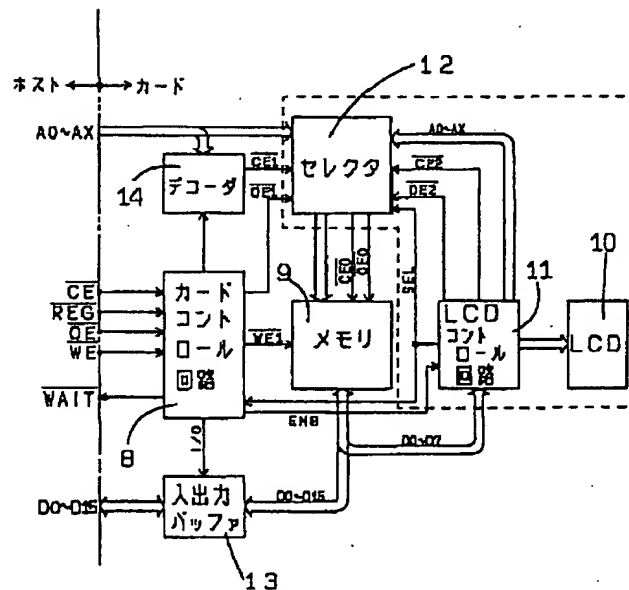 ホスト
カード
12
A0~AX
A0~AX
セレクタ
CE1
CE2
14
デコーダ
OE1
OE2
CE0
OE0
SEL
9
11
10
CE
REG
OE
WE
カード
コント
ロール
回路
WE1
メモリ
LCD
コント
ロール
回路
LCD
WAIT
8
I/O
ENB
D0~D7
D0~D15
入出力
バッファ
D0~D15
13